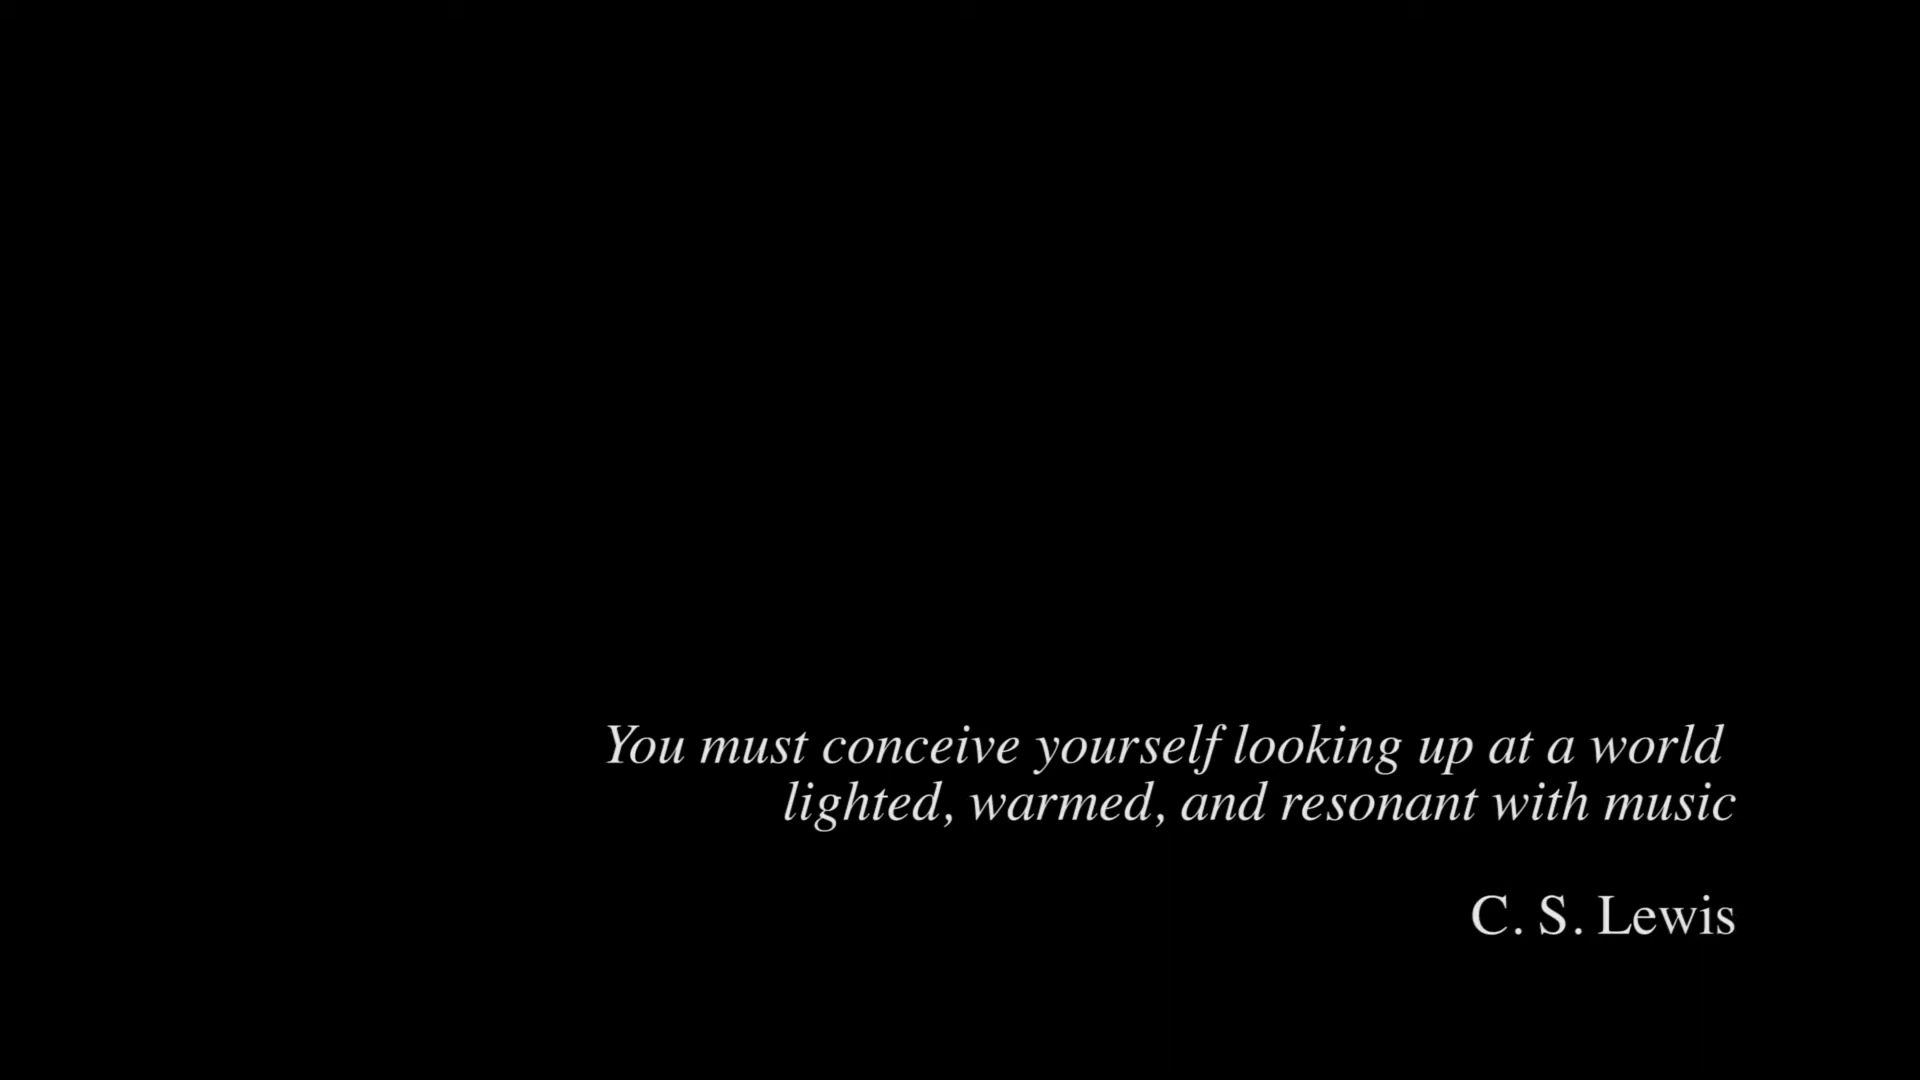 You must conceive yourself looking up at a world
lighted, warmed, and resonant with music
C. S. Lewis